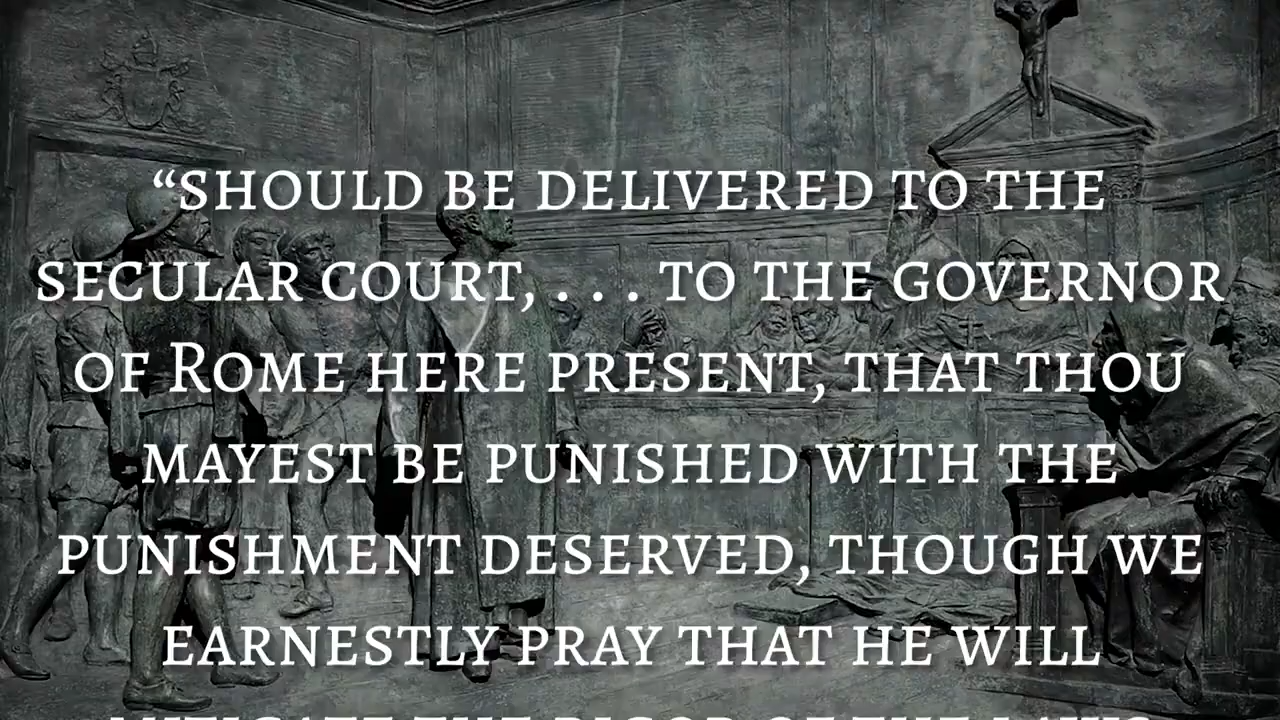 “SHOULD BE DELIVERED TO THE
SECULAR COURT, . . . TO THE GOVERNOR
OF ROME HERE PRESENT, THAT THOU
MAYEST BE PUNISHED WITH THE
PUNISHMENT DESERVED, THOUGH WE
EARNESTLY PRAY THAT HE WILL